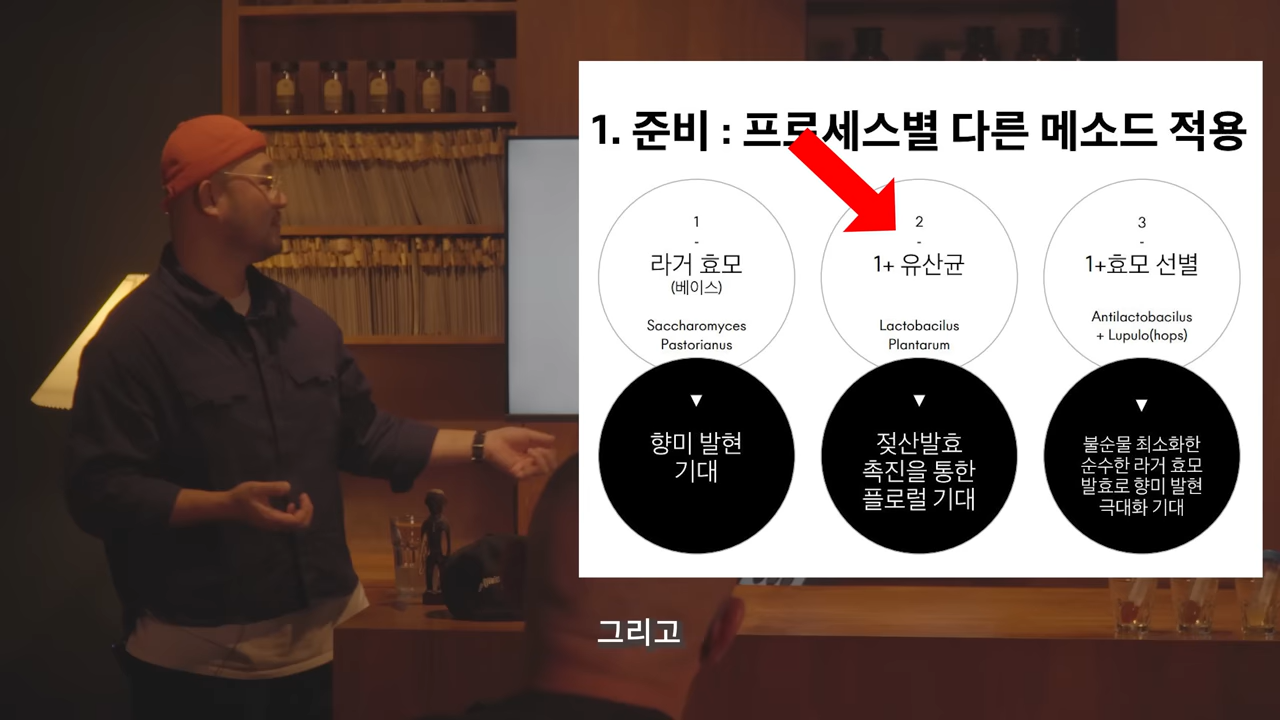 1. 준비 : 프로세스별 다른 메소드 적용
1
-
라거 효모
(베이스)
Saccharomyces
Pastorianus
▼
향미 발현
기대
2
-
1+ 유산균
Lactobacilus
Plantarum
▼
젖산발효
촉진을 통한
플로럴 기대
3
-
1+효모 선별
Antilactobacilus
+ Lupulo(hops)
▼
불순물 최소화한
순수한 라거 효모
발효로 향미 발현
극대화 기대
그리고